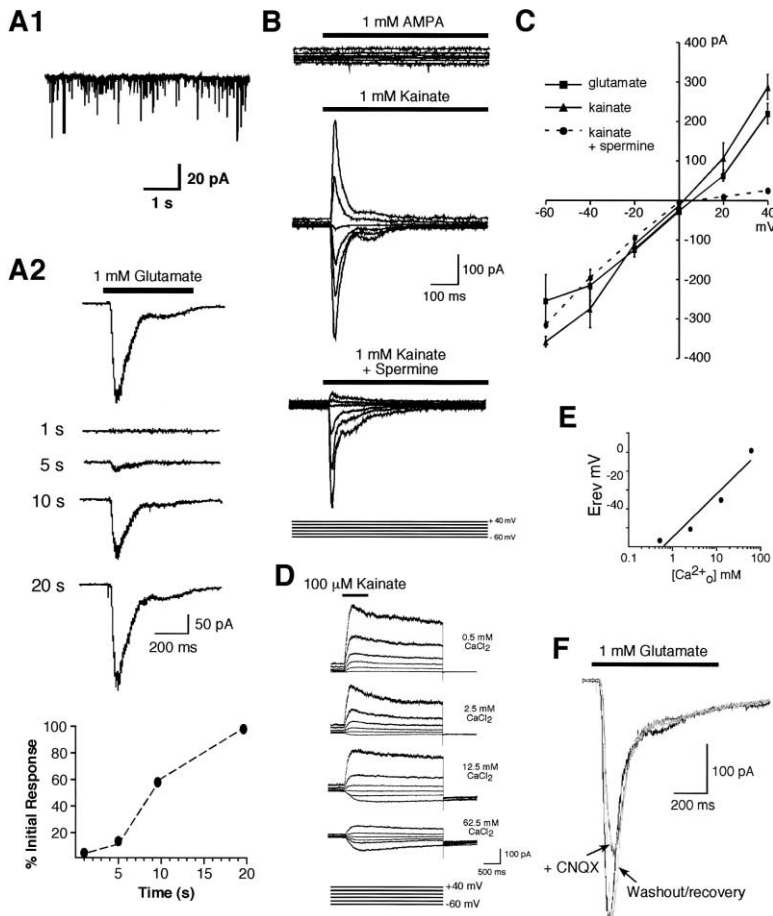 A1
20 pA
1 s
A2
1 mM Glutamate
1 s
5 s
10 s
20 s
50 pA
200 ms
100
80
60
40
20
% Initial Response
5
10
15
20
Time (s)
B
1 mM AMPA
1 mM Kainate
100 pA
100 ms
1 mM Kainate
+ Spermine
+ 40 mV
- 60 mV
C
400
pA
300
200
100
glutamate
kainate
kainate
+ spermine
-60
-40
-20
0
20
40
mV
-100
-200
-300
-400
D
100 μM Kainate
0.5 mM
CaCl2
2.5 mM
CaCl2
12.5 mM
CaCl2
62.5 mM
CaCl2
100 pA
500 ms
+40 mV
-60 mV
E
Erev mV
0
-20
-40
0.1
1
10
100
[Ca2+o] mM
F
1 mM Glutamate
100 pA
200 ms
+ CNQX
Washout/recovery